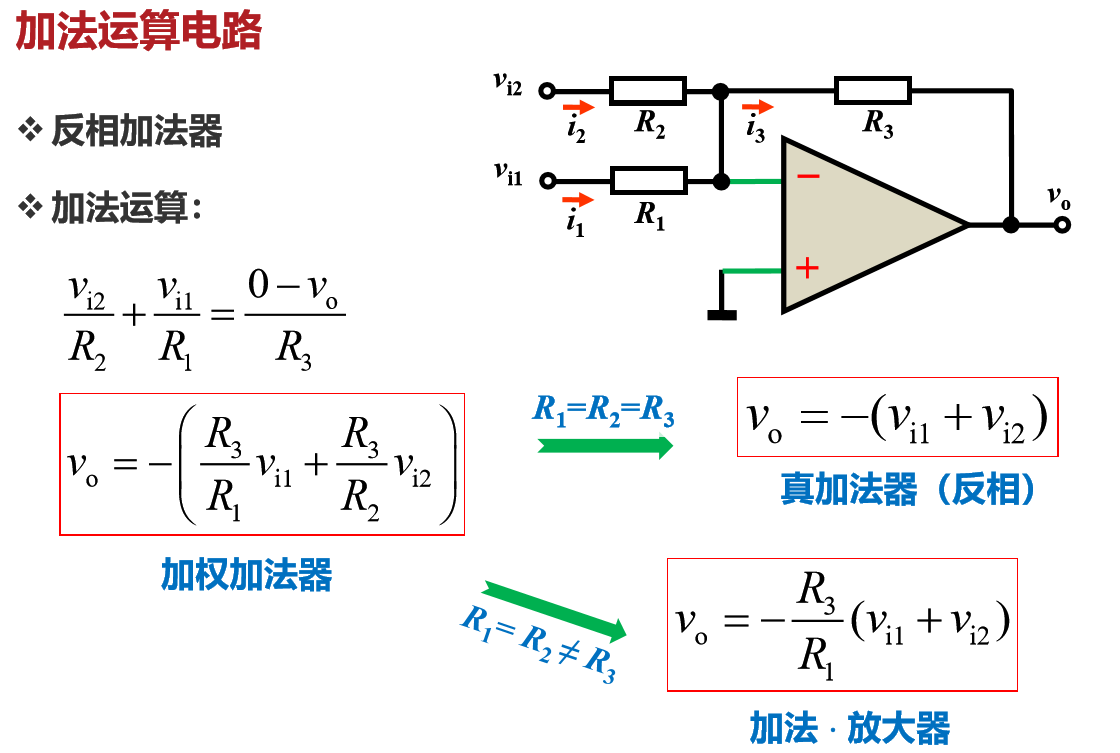 加法运算电路
❖ 反相加法器
❖ 加法运算：
v_i2
R_2
R_3
i_2
i_3
v_i1
R_1
i_1
−
+
v_o
v_i2/R_2 + v_i1/R_1 = (0 − v_o)/R_3
v_o = −(R_3/R_1 v_i1 + R_3/R_2 v_i2)
加权加法器
R_1=R_2=R_3
v_o = −(v_i1 + v_i2)
真加法器（反相）
R_1= R_2 ≠ R_3
v_o = − R_3/R_1 (v_i1 + v_i2)
加法 · 放大器